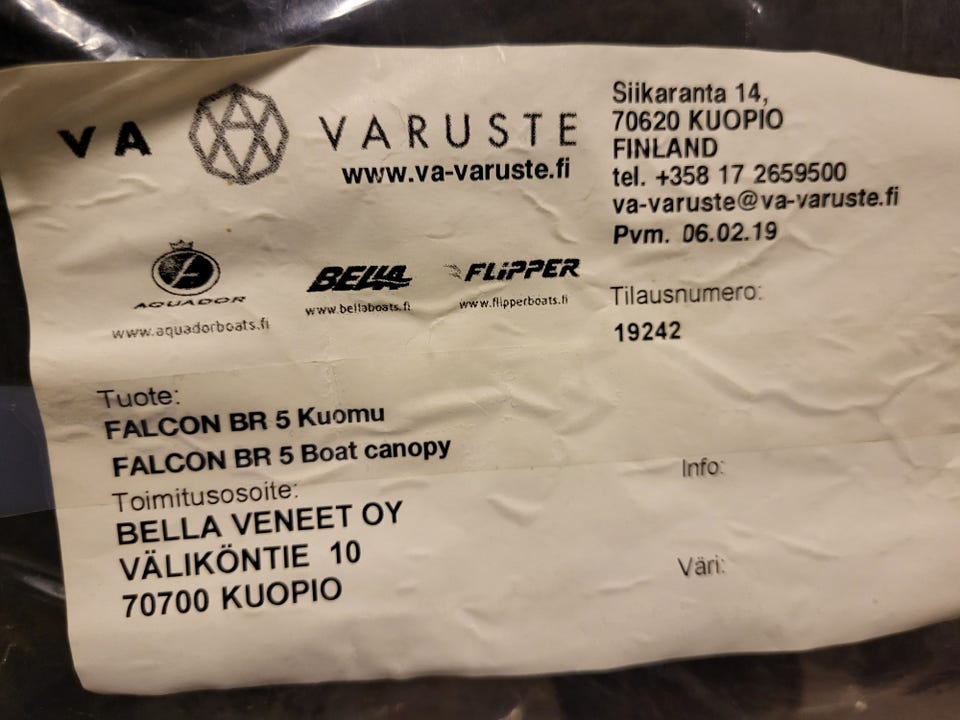 VA VARUSTE
www.va-varuste.fi
Siikaranta 14,
70620 KUOPIO
FINLAND
tel. +358 17 2659500
va-varuste@va-varuste.fi
Pvm. 06.02.19
AQUADOR
www.aquadorboats.fi
BELLA
www.bellaboats.fi
FLIPPER
www.flipperboats.fi
Tilausnumero:
19242
Tuote:
FALCON BR 5 Kuomu
FALCON BR 5 Boat canopy
Toimitusosoite:
BELLA VENEET OY
VÄLIKÖNTIE 10
70700 KUOPIO
Info:
Väri: